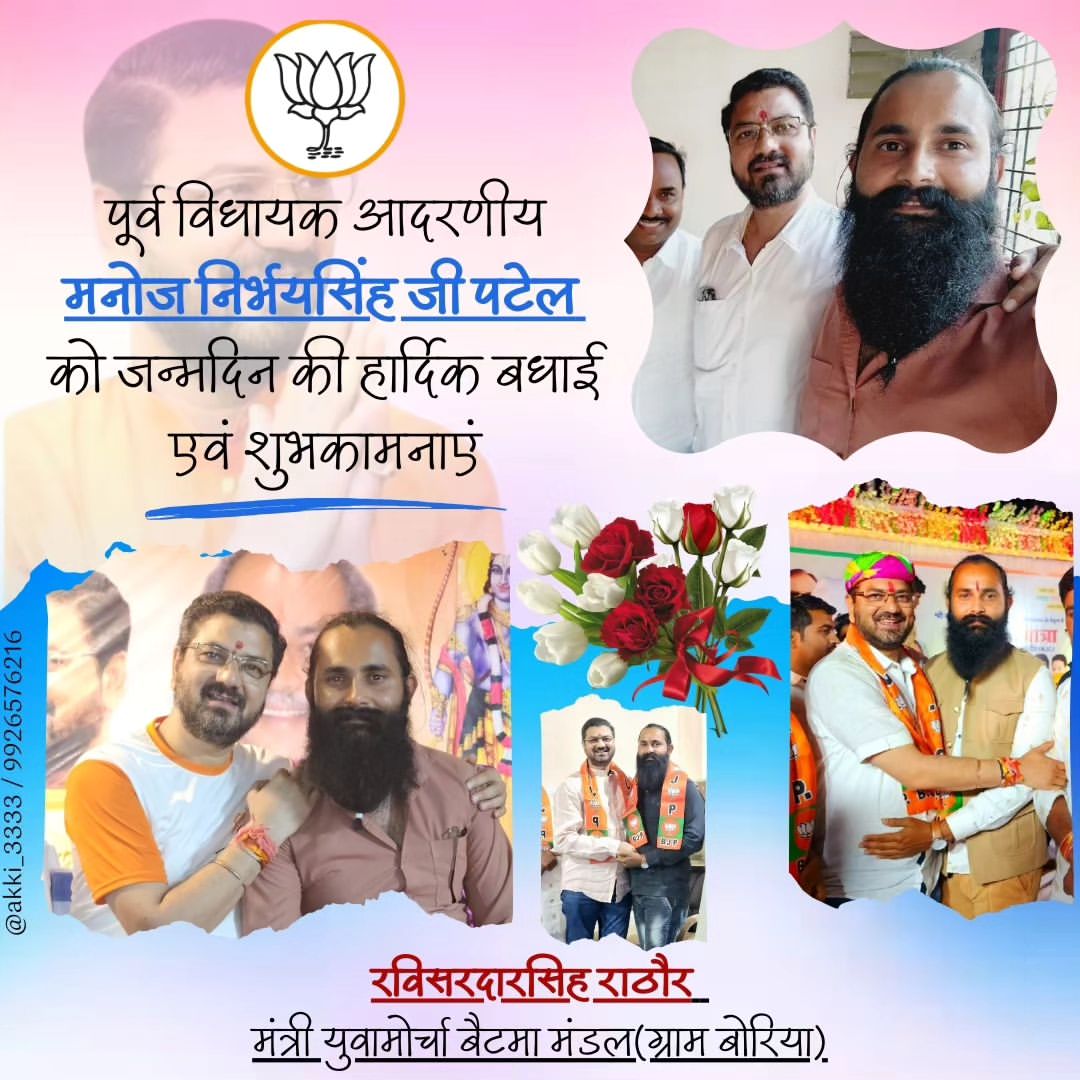 पूर्व विधायक आदरणीय
मनोज निर्भयसिंह जी पटेल
को जन्मदिन की हार्दिक बधाई
एवं शुभकामनाएं
@akki_3333 / 9926576216
यात्रा
B.J.P
रविसरदारसिह राठौर
मंत्री युवामोर्चा बैटमा मंडल(ग्राम बोरिया)